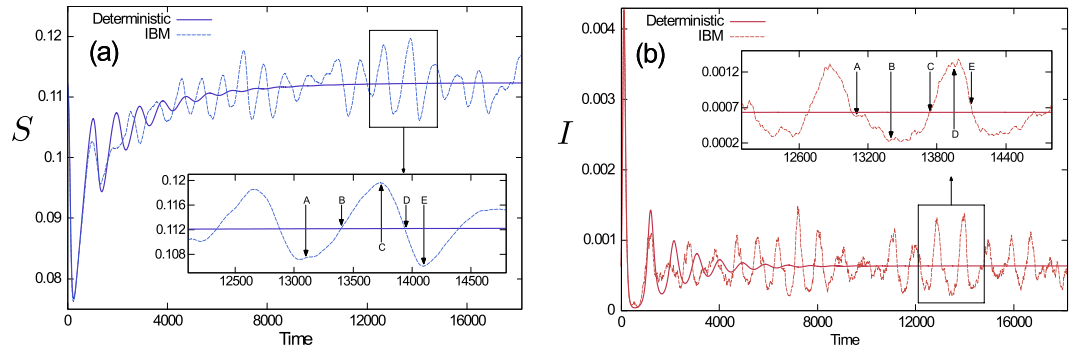 Deterministic
IBM
(a)
S
0.12
0.11
0.1
0.09
0.08
0 4000 8000 12000 16000
Time
0.12
0.116
0.112
0.108
12500 13000 13500 14000 14500
A B C D E
Deterministic
IBM
(b)
I
0.004
0.003
0.002
0.001
0
0 4000 8000 12000 16000
Time
0.0012
0.0007
0.0002
12600 13200 13800 14400
A B C D E